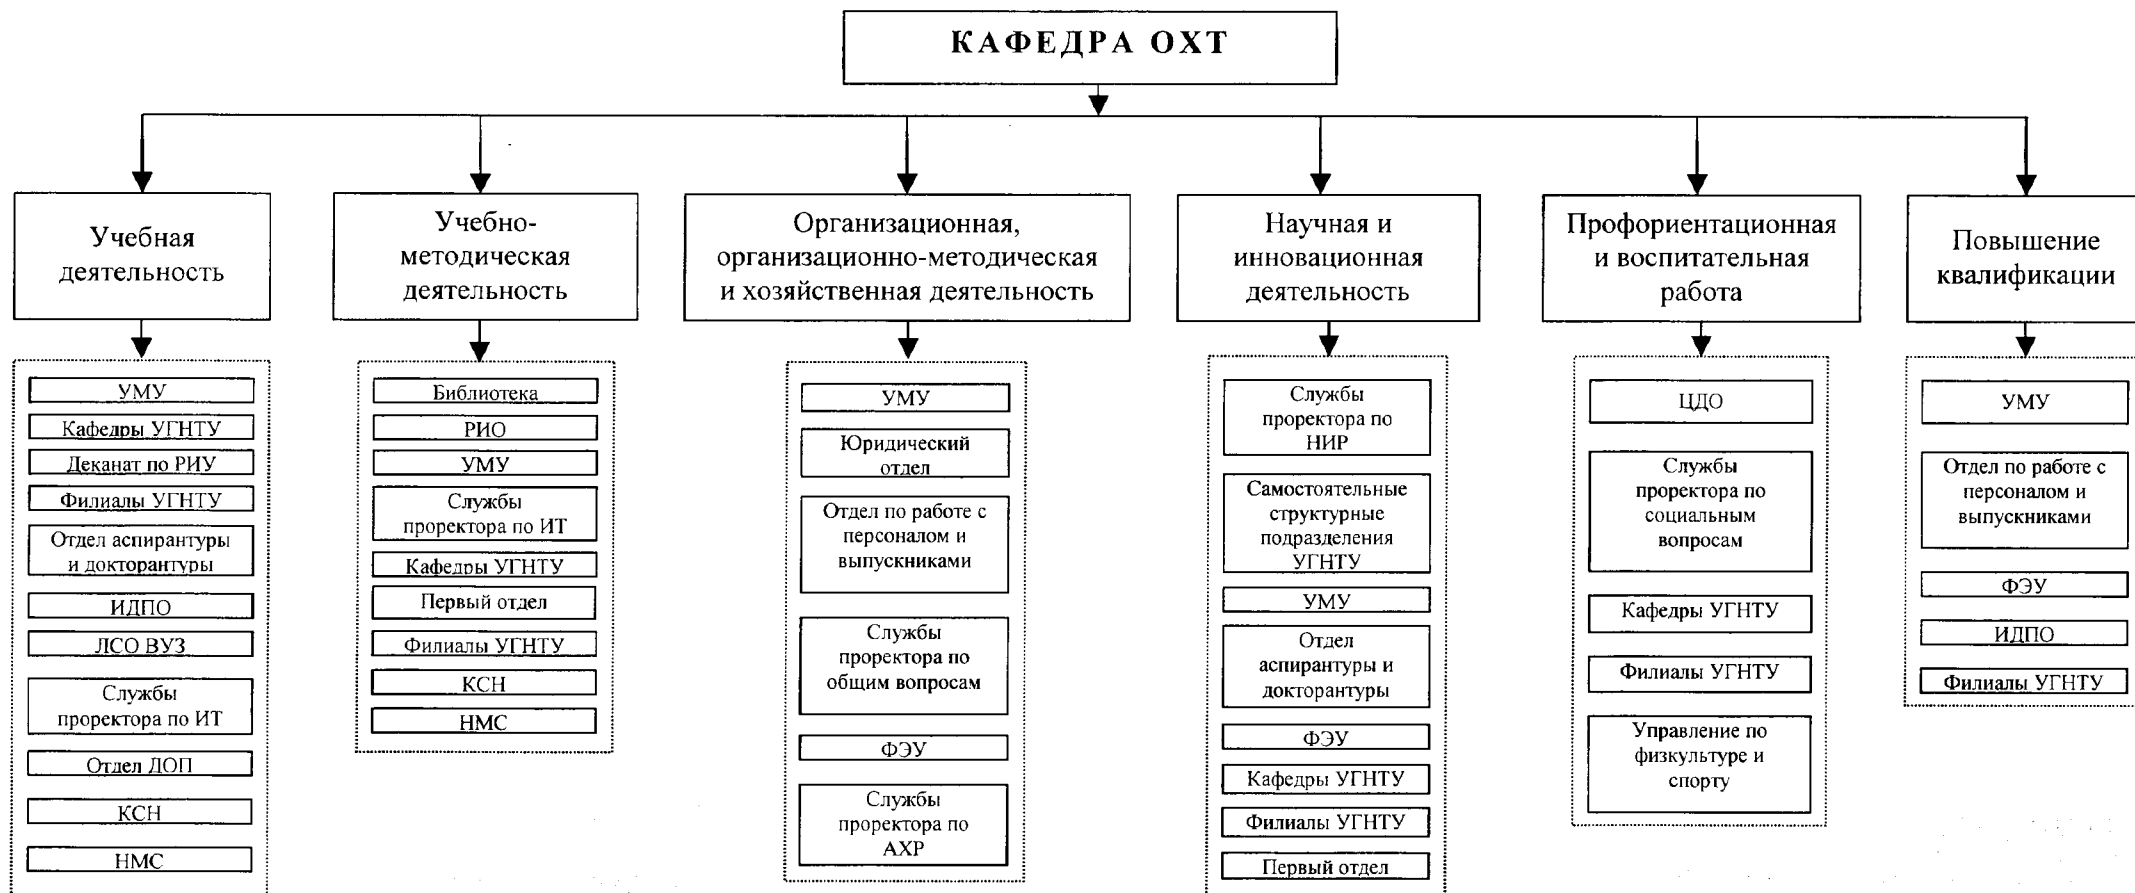 КАФЕДРА ОХТ
Учебная
деятельность
УМУ
Кафедры УГНТУ
Деканат по РИУ
Филиалы УГНТУ
Отдел аспирантуры
и докторантуры
ИДПО
ЛСО ВУЗ
Службы
проректора по ИТ
Отдел ДОП
КСН
НМС
Учебно-
методическая
деятельность
Библиотека
РИО
УМУ
Службы
проректора по ИТ
Кафедры УГНТУ
Первый отдел
Филиалы УГНТУ
КСН
НМС
Организационная,
организационно-методическая
и хозяйственная деятельность
УМУ
Юридический
отдел
Отдел по работе с
персоналом и
выпускниками
Службы
проректора по
общим вопросам
ФЭУ
Службы
проректора по
АХР
Научная и
инновационная
деятельность
Службы
проректора по
НИР
Самостоятельные
структурные
подразделения
УГНТУ
УМУ
Отдел
аспирантуры и
докторантуры
ФЭУ
Кафедры УГНТУ
Филиалы УГНТУ
Первый отдел
Профориентационная
и воспитательная
работа
ЦДО
Службы
проректора по
социальным
вопросам
Кафедры УГНТУ
Филиалы УГНТУ
Управление по
физкультуре и
спорту
Повышение
квалификации
УМУ
Отдел по работе с
персоналом и
выпускниками
ФЭУ
ИДПО
Филиалы УГНТУ